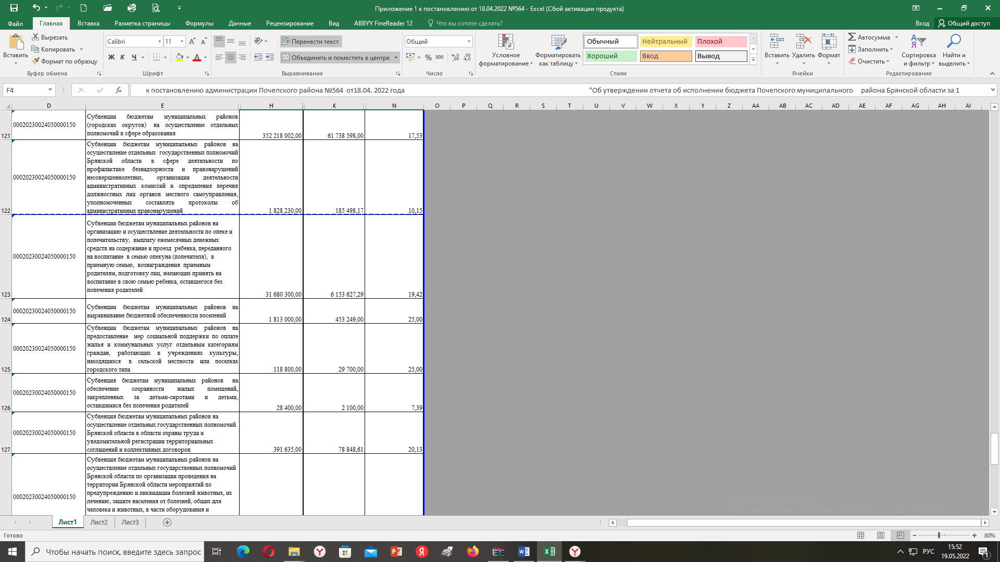 Приложение 1 к постановлению от 18.04.2022 №564 - Excel (Сбой активации продукта)
Файл Главная Вставка Разметка страницы Формулы Данные Рецензирование Вид ABBYY FineReader 12 Что вы хотите сделать? Вход Общий доступ
Вставить
Вырезать
Копировать
Формат по образцу
Буфер обмена
Calibri 11
Ж К Ч
Шрифт
Перенести текст
Объединить и поместить в центре
Выравнивание
Общий
% 000
Число
Условное форматирование
Форматировать как таблицу
Обычный Нейтральный Плохой
Хороший Ввод Вывод
Стили
Вставить Удалить Формат
Ячейки
Автосумма
Заполнить
Очистить
Сортировка и фильтр
Найти и выделить
Редактирование
F4 fx к постановлению администрации Почепского района №564 от18.04. 2022 года "Об утверждении отчета об исполнении бюджета Почепского муниципального района Брянской области за 1
D E H K N O P Q R S T U V W X Y Z AA AB AC AD AE AF AG AH AI
121 00020230024050000150
Субвенции бюджетам муниципальных районов
(городских округов) на осуществление отдельных
полномочий в сфере образования
352 218 002,00 61 738 598,00 17,53
122 00020230024050000150
Субвенции бюджетам муниципальных районов на
осуществление отдельных государственных полномочий
Брянской области в сфере деятельности по
профилактике безнадзорности и правонарушений
несовершеннолетних, организации деятельности
административных комиссий и определения перечня
должностных лиц органов местного самоуправления,
уполномоченных составлять протоколы об
административных правонарушений
1 828 230,00 185 498,17 10,15
123 00020230024050000150
Субвенции бюджетам муниципальных районов на
организацию и осуществление деятельности по опеке и
попечительству, выплату ежемесячных денежных
средств на содержание и проезд ребенка, переданного
на воспитание в семью опекуна (попечителя), в
приемную семью, вознаграждения приемным
родителям, подготовку лиц, желающих принять на
воспитание в свою семью ребенка, оставшегося без
попечения родителей
31 680 300,00 6 153 627,29 19,42
124 00020230024050000150
Субвенции бюджетам муниципальных районов на
выравнивание бюджетной обеспеченности поселений
1 813 000,00 453 249,00 25,00
125 00020230024050000150
Субвенции бюджетам муниципальных районов на
предоставление мер социальной поддержки по оплате
жилья и коммунальных услуг отдельным категориям
граждан, работающих в учреждениях культуры,
находящихся в сельской местности или поселках
городского типа
118 800,00 29 700,00 25,00
126 00020230024050000150
Субвенция бюджетам муниципальных районов на
обеспечение сохранности жилых помещений,
закрепленных за детьми-сиротами и детьми,
оставшимися без попечения родителей
28 400,00 2 100,00 7,39
127 00020230024050000150
Субвенция бюджетам муниципальных районов на
осуществление отдельных государственных полномочий
Брянской области в области охраны труда и
уведомительной регистрации территориальных
соглашений и коллективных договоров
391 635,00 78 848,61 20,13
00020230024050000150
Субвенция бюджетам муниципальных районов на
осуществление отдельных государственных полномочий
Брянской области по организации проведения на
территории Брянской области мероприятий по
предупреждению и ликвидации болезней животных, их
лечению, защите населения от болезней, общих для
человека и животных, в части оборудования и
Активация Windows
Лист1 Лист2 Лист3
Готово 80%
Чтобы начать поиск, введите здесь запрос
РУС
15:52
19.05.2022
1